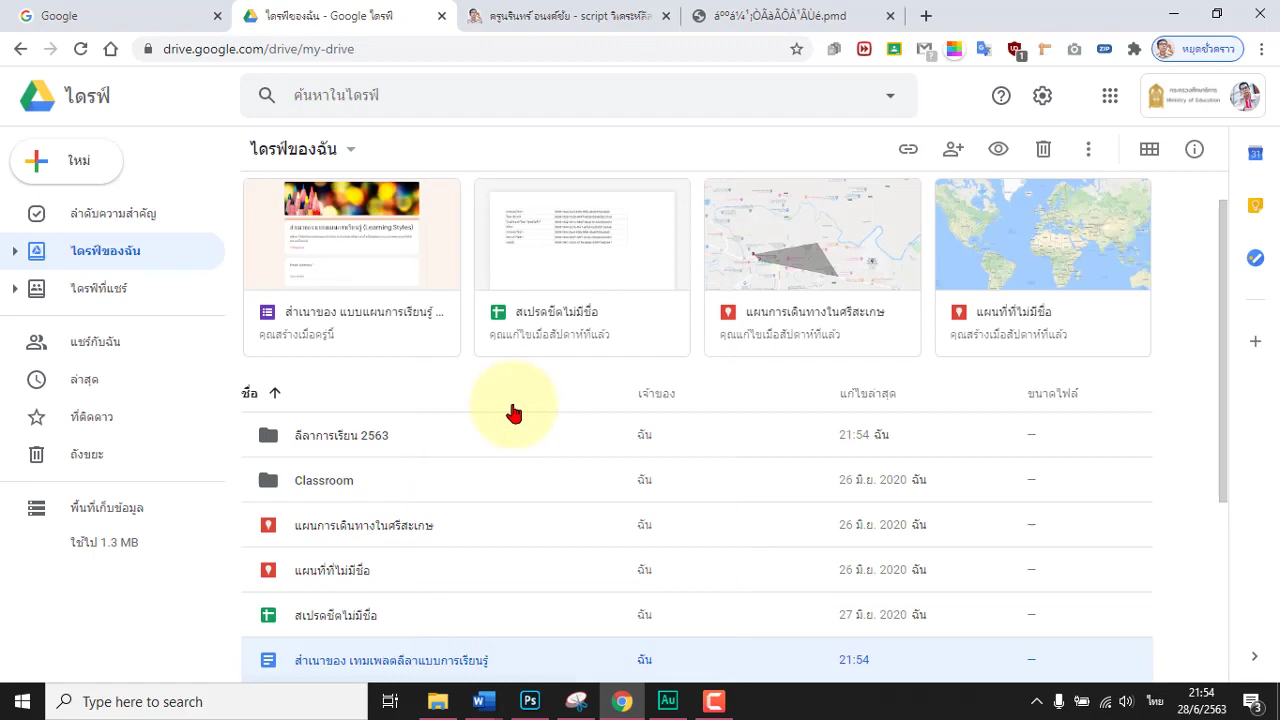 Google
ไดรฟ์ของฉัน - Google ไดรฟ์
drive.google.com/drive/my-drive
หยุดชั่วคราว
ไดรฟ์
ค้นหาในไดรฟ์
กระทรวงศึกษาธิการ
Ministry of Education
ใหม่
ไดรฟ์ของฉัน
ลำดับความสำคัญ
ไดรฟ์ของฉัน
ไดรฟ์ที่แชร์
แชร์กับฉัน
ล่าสุด
ที่ติดดาว
ถังขยะ
พื้นที่เก็บข้อมูล
ใช้ไป 1.3 MB
สำเนาของ แบบแผนการเรียนรู้ ...
คุณสร้างเมื่อครู่นี้
สเปรดชีตไม่มีชื่อ
คุณแก้ไขเมื่อสัปดาห์ที่แล้ว
แผนการเดินทางในศรีสะเกษ
คุณแก้ไขเมื่อสัปดาห์ที่แล้ว
แผนที่ที่ไม่มีชื่อ
คุณสร้างเมื่อสัปดาห์ที่แล้ว
ชื่อ เจ้าของ แก้ไขล่าสุด ขนาดไฟล์
ลีลาการเรียน 2563 ฉัน 21:54 ฉัน —
Classroom ฉัน 26 มิ.ย. 2020 ฉัน —
แผนการเดินทางในศรีสะเกษ ฉัน 26 มิ.ย. 2020 ฉัน —
แผนที่ที่ไม่มีชื่อ ฉัน 26 มิ.ย. 2020 ฉัน —
สเปรดชีตไม่มีชื่อ ฉัน 27 มิ.ย. 2020 ฉัน —
สำเนาของ เทมเพลตลีลาแบบการเรียนรู้ ฉัน 21:54 —
Type here to search
ไทย
21:54
28/6/2563